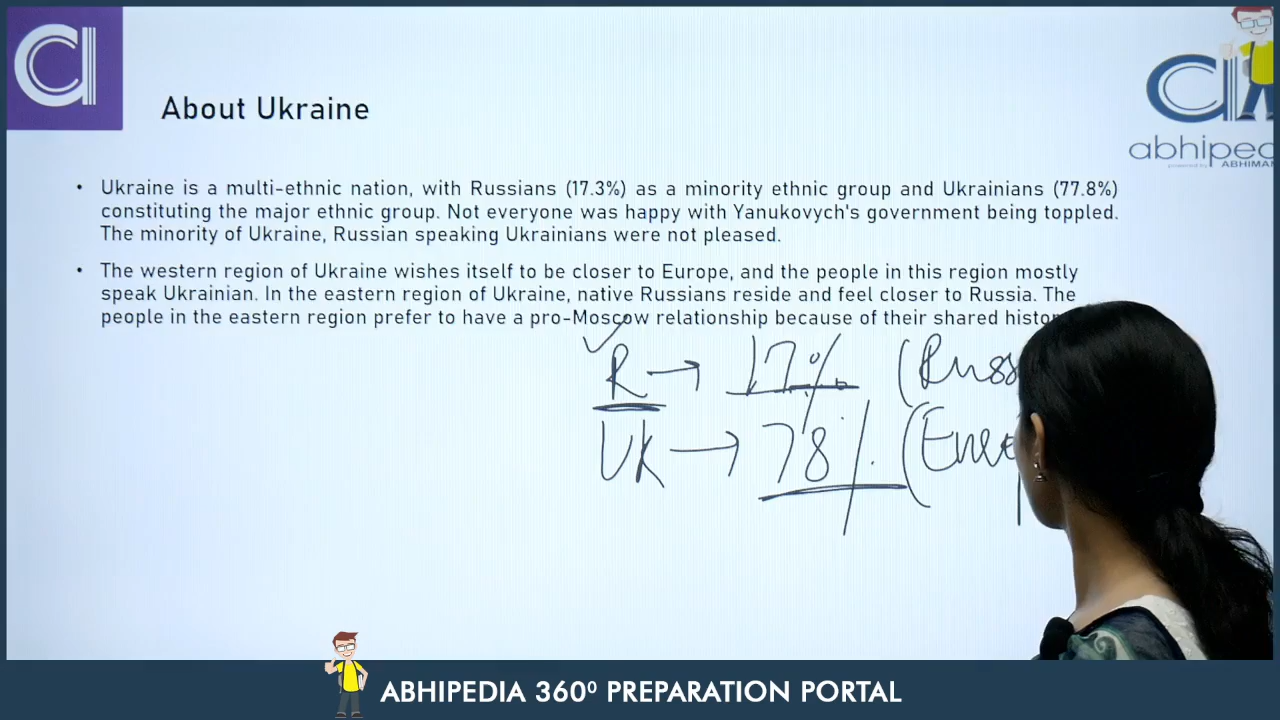 About Ukraine
abhiped
ABHIMAN
• Ukraine is a multi-ethnic nation, with Russians (17.3%) as a minority ethnic group and Ukrainians (77.8%)
constituting the major ethnic group. Not everyone was happy with Yanukovych's government being toppled.
The minority of Ukraine, Russian speaking Ukrainians were not pleased.
• The western region of Ukraine wishes itself to be closer to Europe, and the people in this region mostly
speak Ukrainian. In the eastern region of Ukraine, native Russians reside and feel closer to Russia. The
people in the eastern region prefer to have a pro-Moscow relationship because of their shared histor
R → 17% (Russ
UK → 78% (Euro
ABHIPEDIA 360⁰ PREPARATION PORTAL